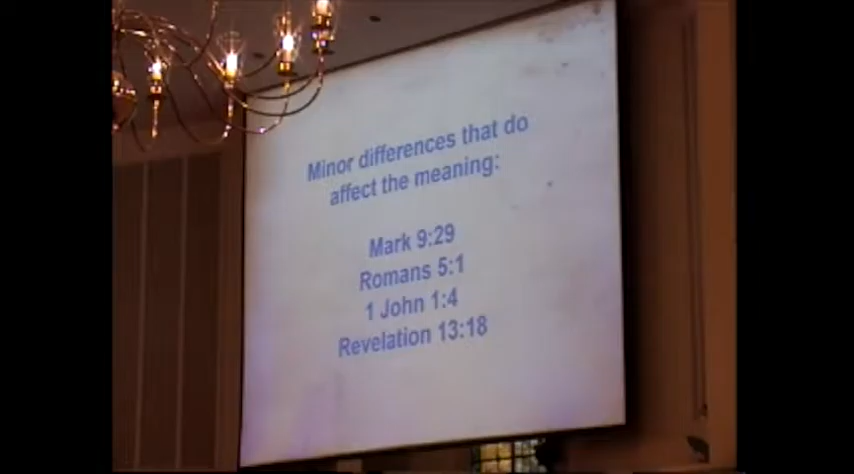 Minor differences that do
affect the meaning:
Mark 9:29
Romans 5:1
1 John 1:4
Revelation 13:18